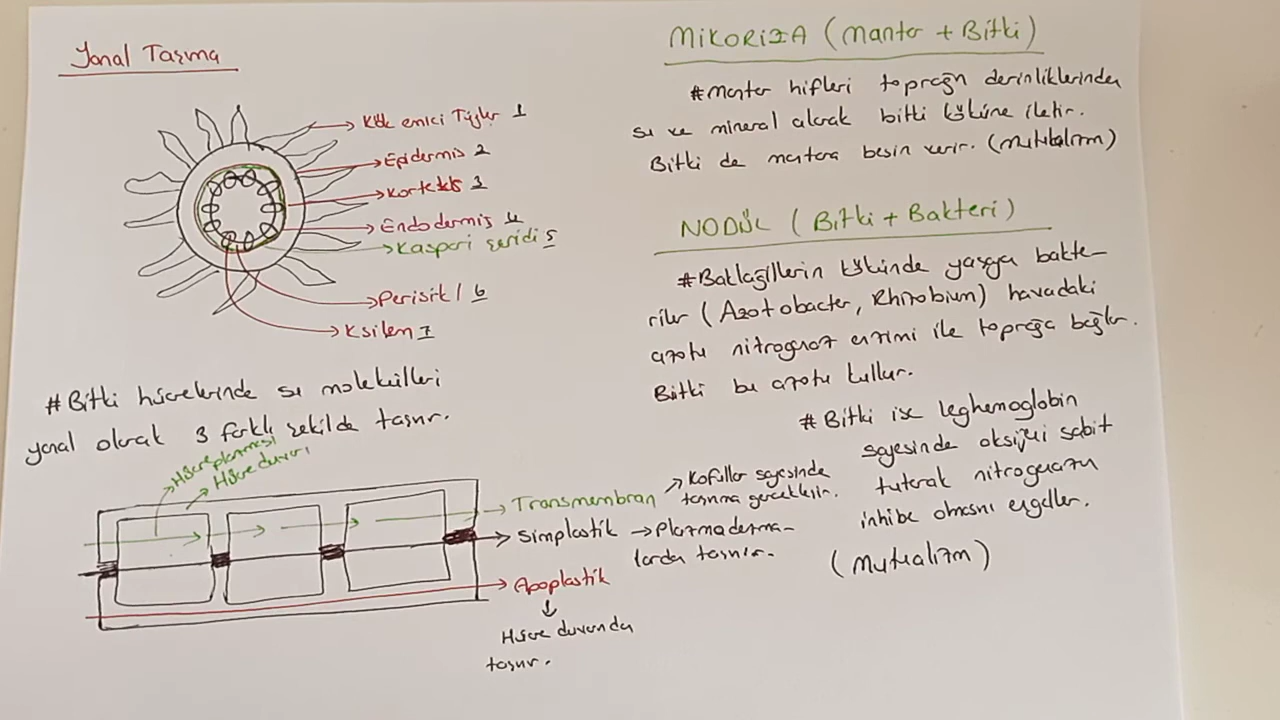 Yanal Taşıma
Kök emici Tüyler 1
Epidermis 2
Korteks 3
Endodermis 4
Kaspari şeridi 5
Perisikl 6
Ksilem 7
#Bitki hücrelerinde su molekülleri
yanal olarak 3 farklı şekilde taşınır.
Hücre plazması
Hücre duvarı
Transmembran
Kofullar sayesinde
taşınma gerçekleşir.
Simplastik → Plazmadezma-
larda taşınır.
Apoplastik
Hücre duvarında
taşınır.
MİKORİZA (Mantar + Bitki)
#Mantar hifleri toprağın derinliklerinden
su ve mineral alarak bitki köküne iletir.
Bitki de mantara besin verir. (Mutualizm)
NODÜL (Bitki + Bakteri)
#Baklagillerin kökünde yaşayan bakte-
riler (Azotobacter, Rhizobium) havadaki
azotu nitrogenaz enzimi ile toprağa bağlar.
Bitki bu azotu kullanır.
#Bitki ise leghemoglobin
sayesinde oksijeni sabit
tutarak nitrogenazın
inhibe olmasını engeller.
(Mutualizm)